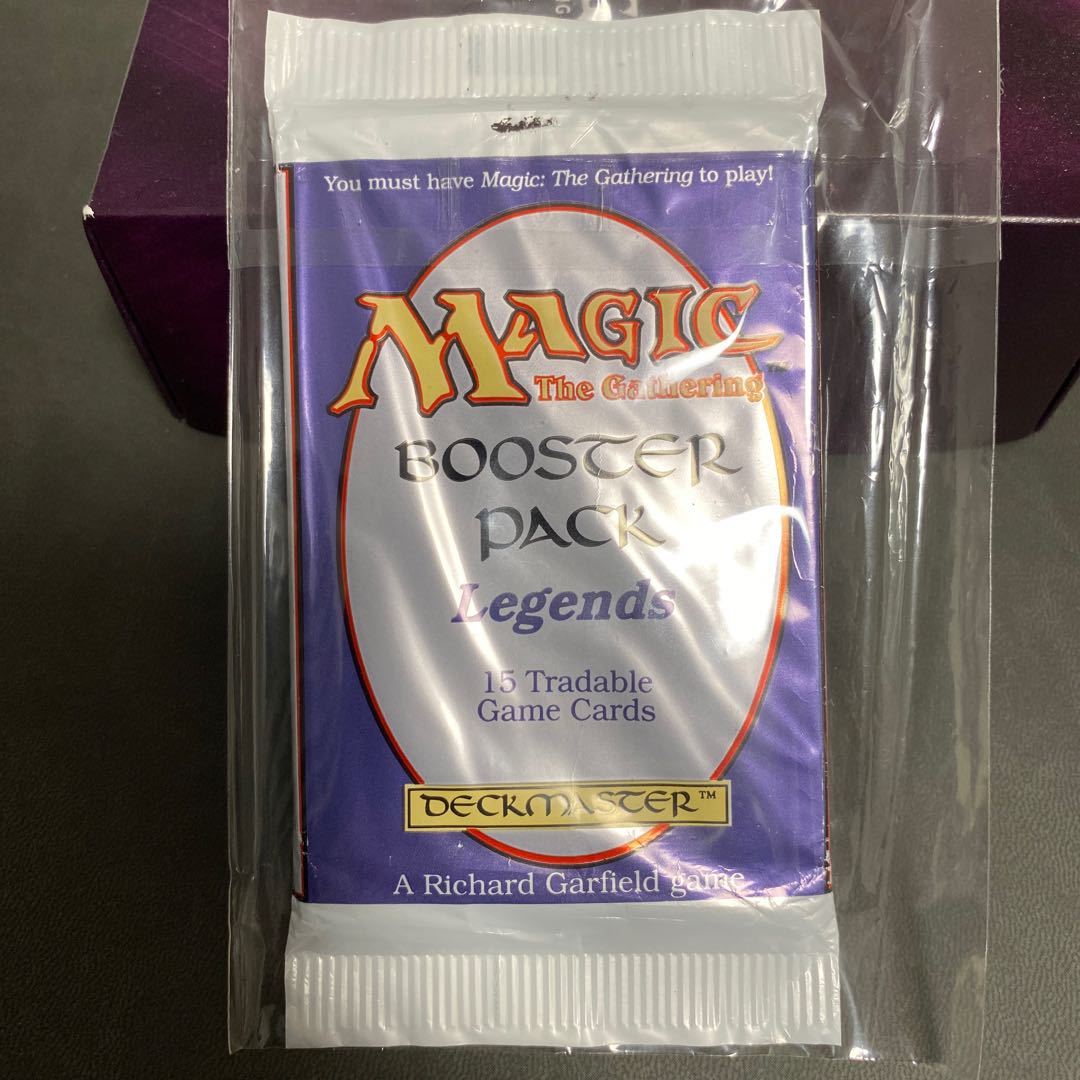 You must have Magic: The Gathering to play!
MAGIC
The Gathering
BOOSTER
PACK
Legends
15 Tradable
Game Cards
DECKMASTER™
A Richard Garfield game